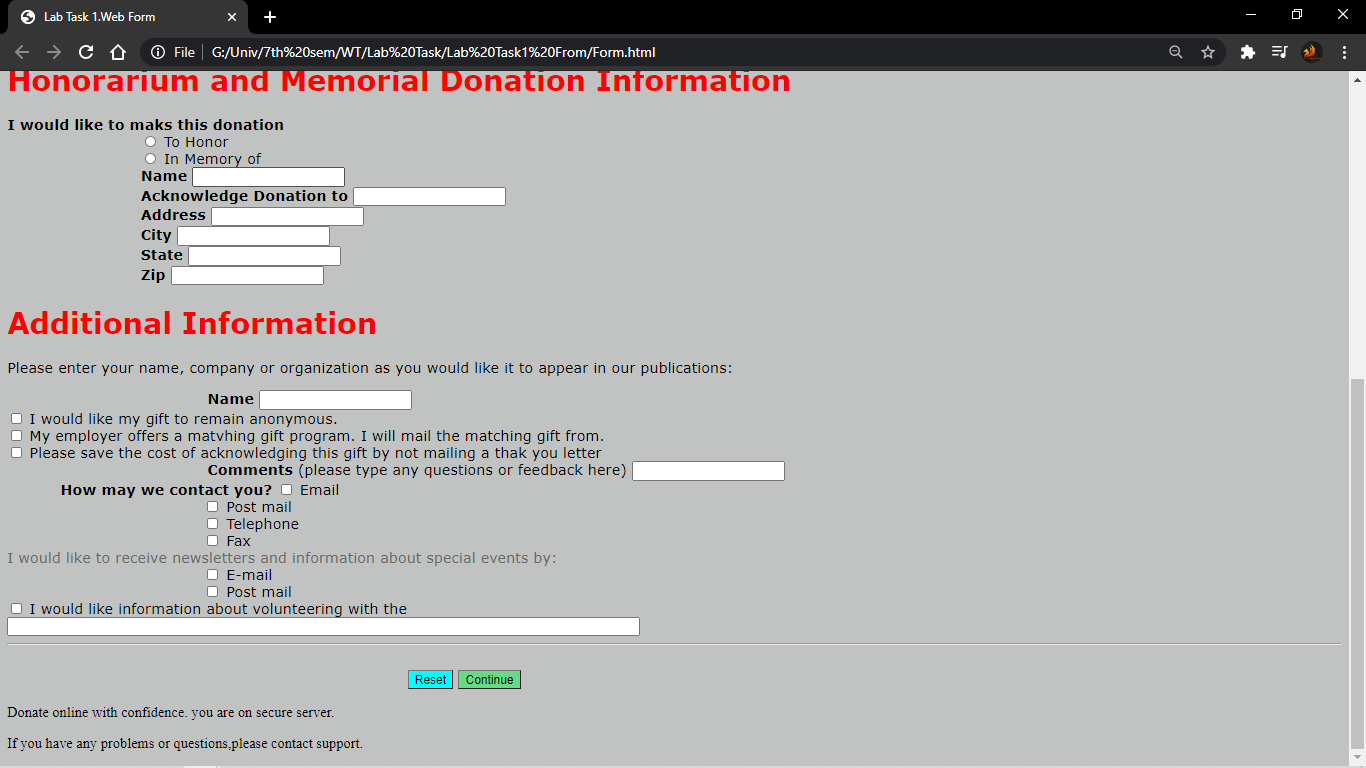 Lab Task 1.Web Form
File G:/Univ/7th%20sem/WT/Lab%20Task/Lab%20Task1%20From/Form.html
Honorarium and Memorial Donation Information
I would like to maks this donation
To Honor
In Memory of
Name
Acknowledge Donation to
Address
City
State
Zip
Additional Information
Please enter your name, company or organization as you would like it to appear in our publications:
Name
I would like my gift to remain anonymous.
My employer offers a matvhing gift program. I will mail the matching gift from.
Please save the cost of acknowledging this gift by not mailing a thak you letter
Comments (please type any questions or feedback here)
How may we contact you? Email
Post mail
Telephone
Fax
I would like to receive newsletters and information about special events by:
E-mail
Post mail
I would like information about volunteering with the
Reset Continue
Donate online with confidence. you are on secure server.
If you have any problems or questions,please contact support.